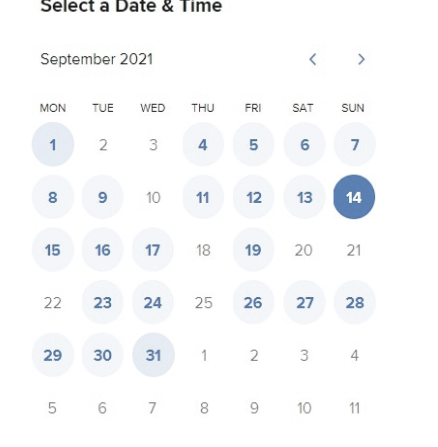 Select a Date & Time
September 2021
MON TUE WED THU FRI SAT SUN
1 2 3 4 5 6 7
8 9 10 11 12 13 14
15 16 17 18 19 20 21
22 23 24 25 26 27 28
29 30 31 1 2 3 4
5 6 7 8 9 10 11